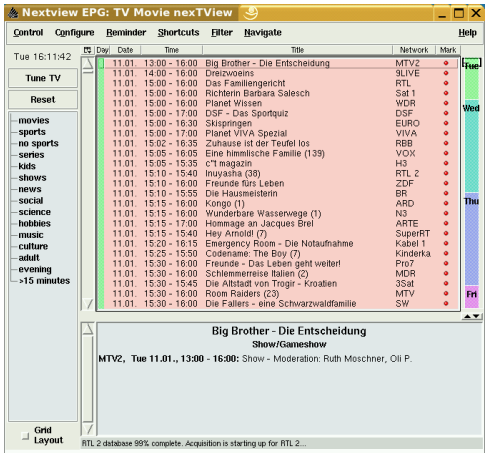 Nextview EPG: TV Movie nexTView
Control Configure Reminder Shortcuts Filter Navigate Help
Tue 16:11:42
Tune TV
Reset
movies
sports
no sports
series
kids
shows
news
social
science
hobbies
music
culture
adult
evening
>15 minutes
Grid
Layout
Day Date Time Title Network Mark
11.01. 13:00 - 16:00 Big Brother - Die Entscheidung MTV2
11.01. 14:00 - 16:00 Dreizwoeins 9LIVE
11.01. 15:00 - 16:00 Das Familiengericht RTL
11.01. 15:00 - 16:00 Richterin Barbara Salesch Sat 1
11.01. 15:00 - 16:00 Planet Wissen WDR
11.01. 15:00 - 17:00 DSF - Das Sportquiz DSF
11.01. 15:00 - 16:30 Skispringen EURO
11.01. 15:00 - 17:00 Planet VIVA Spezial VIVA
11.01. 15:02 - 16:35 Zuhause ist der Teufel los RBB
11.01. 15:05 - 16:05 Eine himmlische Familie (139) VOX
11.01. 15:05 - 15:35 c't magazin H3
11.01. 15:10 - 15:40 Inuyasha (38) RTL 2
11.01. 15:10 - 16:00 Freunde fürs Leben ZDF
11.01. 15:10 - 15:55 Die Hausmeisterin BR
11.01. 15:15 - 16:00 Kongo (1) ARD
11.01. 15:15 - 16:00 Wunderbare Wasserwege (1) N3
11.01. 15:15 - 17:00 Hommage an Jacques Brel ARTE
11.01. 15:15 - 15:40 Hey Arnold! (7) SuperRT
11.01. 15:20 - 16:15 Emergency Room - Die Notaufnahme Kabel 1
11.01. 15:25 - 15:50 Codename: The Boy (7) Kinderka
11.01. 15:30 - 16:00 Freunde - Das Leben geht weiter! Pro7
11.01. 15:30 - 16:00 Schlemmerreise Italien (2) MDR
11.01. 15:30 - 15:45 Die Altstadt von Trogir - Kroatien 3Sat
11.01. 15:30 - 16:00 Room Raiders (23) MTV
11.01. 15:30 - 16:00 Die Fallers - eine Schwarzwaldfamilie SW
Tue
Wed
Thu
Fri
Big Brother - Die Entscheidung
Show/Gameshow
MTV2, Tue 11.01., 13:00 - 16:00: Show - Moderation: Ruth Moschner, Oli P.
RTL 2 database 99% complete. Acquisition is starting up for RTL 2...